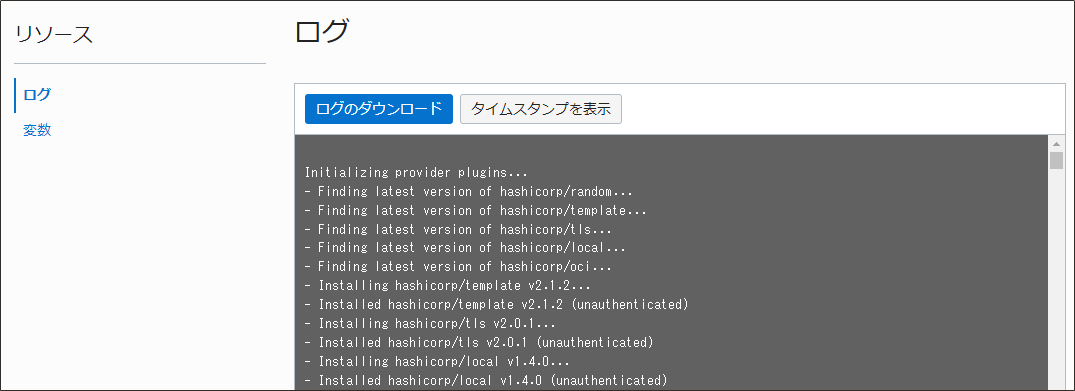 リソース
ログ
変数
ログ
ログのダウンロード タイムスタンプを表示
Initializing provider plugins...
- Finding latest version of hashicorp/random...
- Finding latest version of hashicorp/template...
- Finding latest version of hashicorp/tls...
- Finding latest version of hashicorp/local...
- Finding latest version of hashicorp/oci...
- Installing hashicorp/template v2.1.2...
- Installed hashicorp/template v2.1.2 (unauthenticated)
- Installing hashicorp/tls v2.0.1...
- Installed hashicorp/tls v2.0.1 (unauthenticated)
- Installing hashicorp/local v1.4.0...
- Installed hashicorp/local v1.4.0 (unauthenticated)